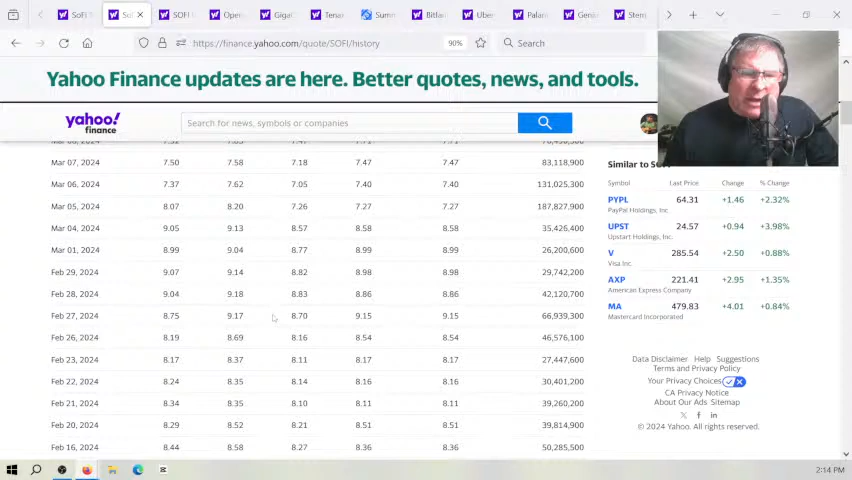 SoFi
So
SOFI
Open
GigaC
Tena
Summ
Bitfa
Uber
Palan
Geniu
Stem
https://finance.yahoo.com/quote/SOFI/history
90%
Search
Yahoo Finance updates are here. Better quotes, news, and tools.
yahoo!
finance
Search for news, symbols or companies
Mar 07, 2024 7.50 7.58 7.18 7.47 7.47 83,118,900
Mar 06, 2024 7.37 7.62 7.05 7.40 7.40 131,025,300
Mar 05, 2024 8.07 8.20 7.26 7.27 7.27 187,827,900
Mar 04, 2024 9.05 9.13 8.57 8.58 8.58 35,426,400
Mar 01, 2024 8.99 9.04 8.77 8.99 8.99 26,200,600
Feb 29, 2024 9.07 9.14 8.82 8.98 8.98 29,742,200
Feb 28, 2024 9.04 9.18 8.83 8.86 8.86 42,120,700
Feb 27, 2024 8.75 9.17 8.70 9.15 9.15 66,939,300
Feb 26, 2024 8.19 8.69 8.16 8.54 8.54 46,576,100
Feb 23, 2024 8.17 8.37 8.11 8.17 8.17 27,447,600
Feb 22, 2024 8.24 8.35 8.14 8.16 8.16 30,401,200
Feb 21, 2024 8.34 8.35 8.10 8.11 8.11 39,260,200
Feb 20, 2024 8.29 8.52 8.21 8.51 8.51 39,814,900
Feb 16, 2024 8.44 8.58 8.27 8.36 8.36 50,285,500
Similar to SOFI
Symbol Last Price Change % Change
PYPL 64.31 +1.46 +2.32%
PayPal Holdings, Inc.
UPST 24.57 +0.94 +3.98%
Upstart Holdings, Inc.
V 285.54 +2.50 +0.88%
Visa Inc.
AXP 221.41 +2.95 +1.35%
American Express Company
MA 479.83 +4.01 +0.84%
Mastercard Incorporated
Data Disclaimer Help Suggestions
Terms and Privacy Policy
Your Privacy Choices
CA Privacy Notice
About Our Ads Sitemap
© 2024 Yahoo. All rights reserved.
2:14 PM